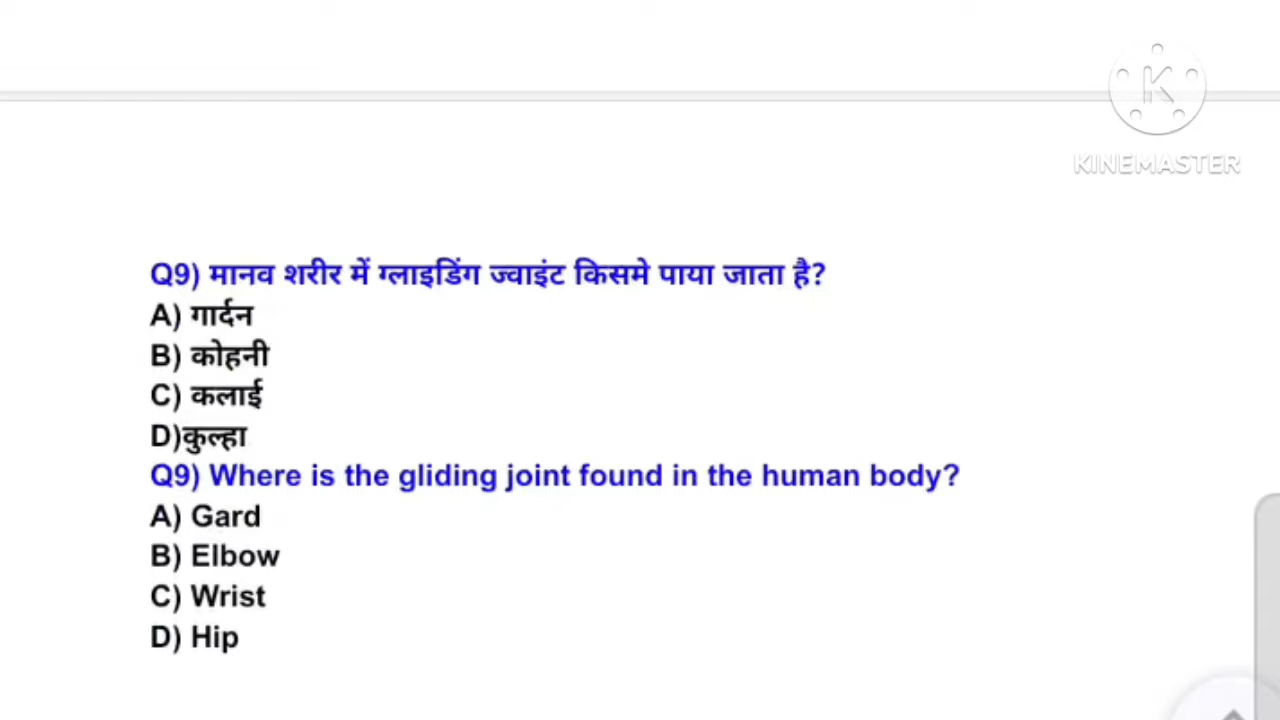 KINEMASTER
Q9) मानव शरीर में ग्लाइडिंग ज्वाइंट किसमे पाया जाता है?
A) गार्दन
B) कोहनी
C) कलाई
D)कुल्हा
Q9) Where is the gliding joint found in the human body?
A) Gard
B) Elbow
C) Wrist
D) Hip